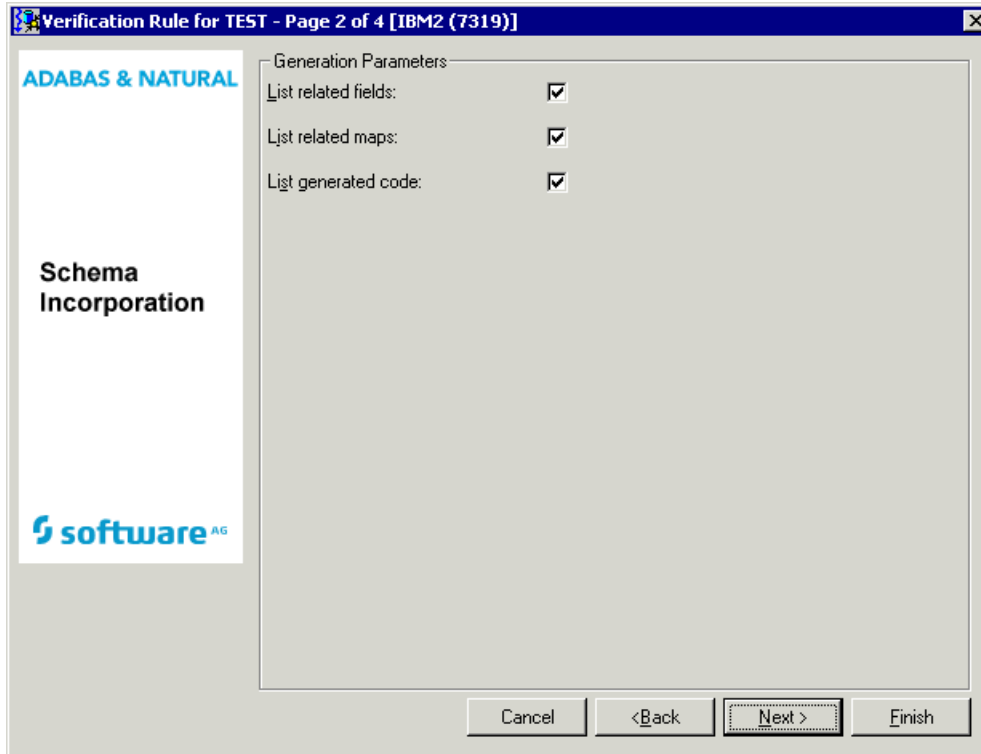 Verification Rule for TEST - Page 2 of 4 [IBM2 (7319)]
ADABAS & NATURAL
Schema
Incorporation
software AG
Generation Parameters
List related fields:
List related maps:
List generated code:
Cancel
<Back
Next >
Finish